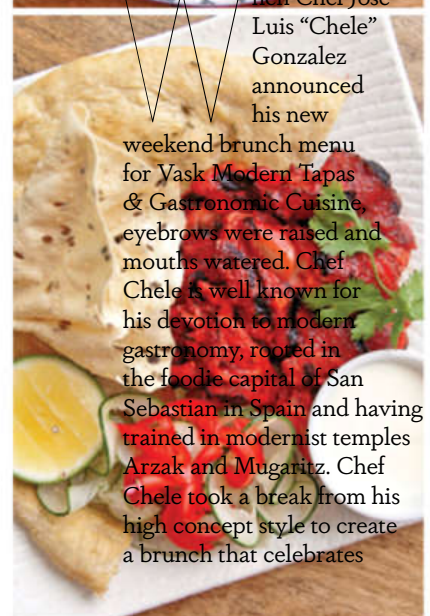 When Chef Jose
Luis “Chele”
Gonzalez
announced
his new
weekend brunch menu
for Vask Modern Tapas
& Gastronomic Cuisine,
eyebrows were raised and
mouths watered. Chef
Chele is well known for
his devotion to modern
gastronomy, rooted in
the foodie capital of San
Sebastian in Spain and having
trained in modernist temples
Arzak and Mugaritz. Chef
Chele took a break from his
high concept style to create
a brunch that celebrates